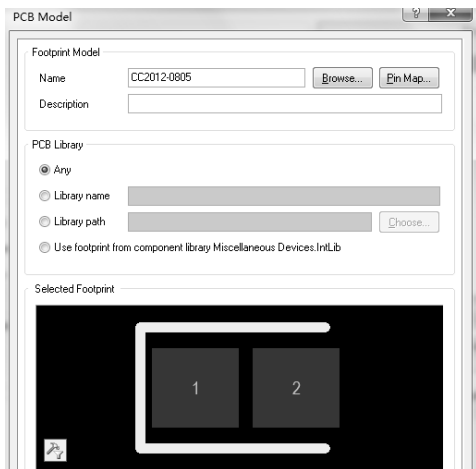 PCB Model
Footprint Model
Name CC2012-0805 Browse... Pin Map...
Description
PCB Library
Any
Library name
Library path Choose...
Use footprint from component library Miscellaneous Devices.IntLib
Selected Footprint
1 2